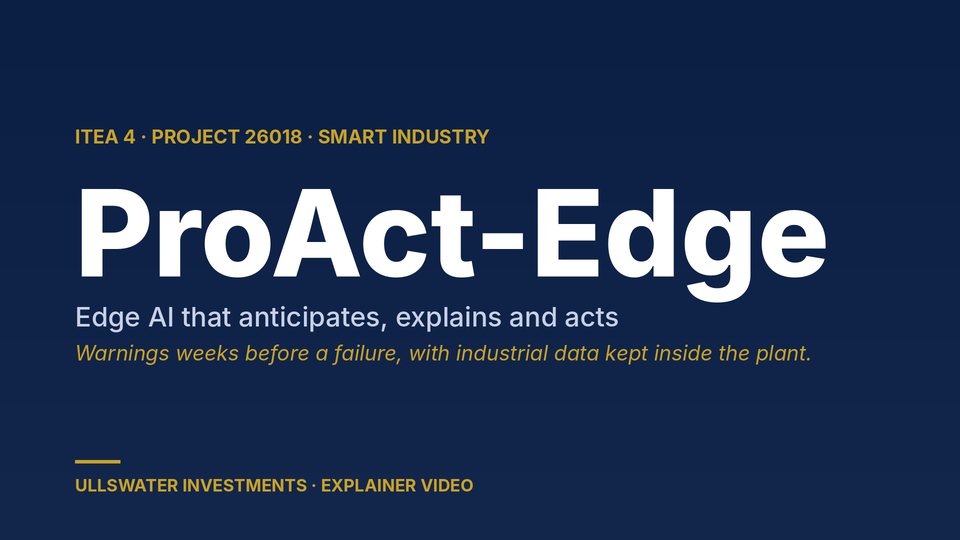 ITEA 4 · PROJECT 26018 · SMART INDUSTRY
ProAct-Edge
Edge AI that anticipates, explains and acts
Warnings weeks before a failure, with industrial data kept inside the plant.
ULLSWATER INVESTMENTS · EXPLAINER VIDEO